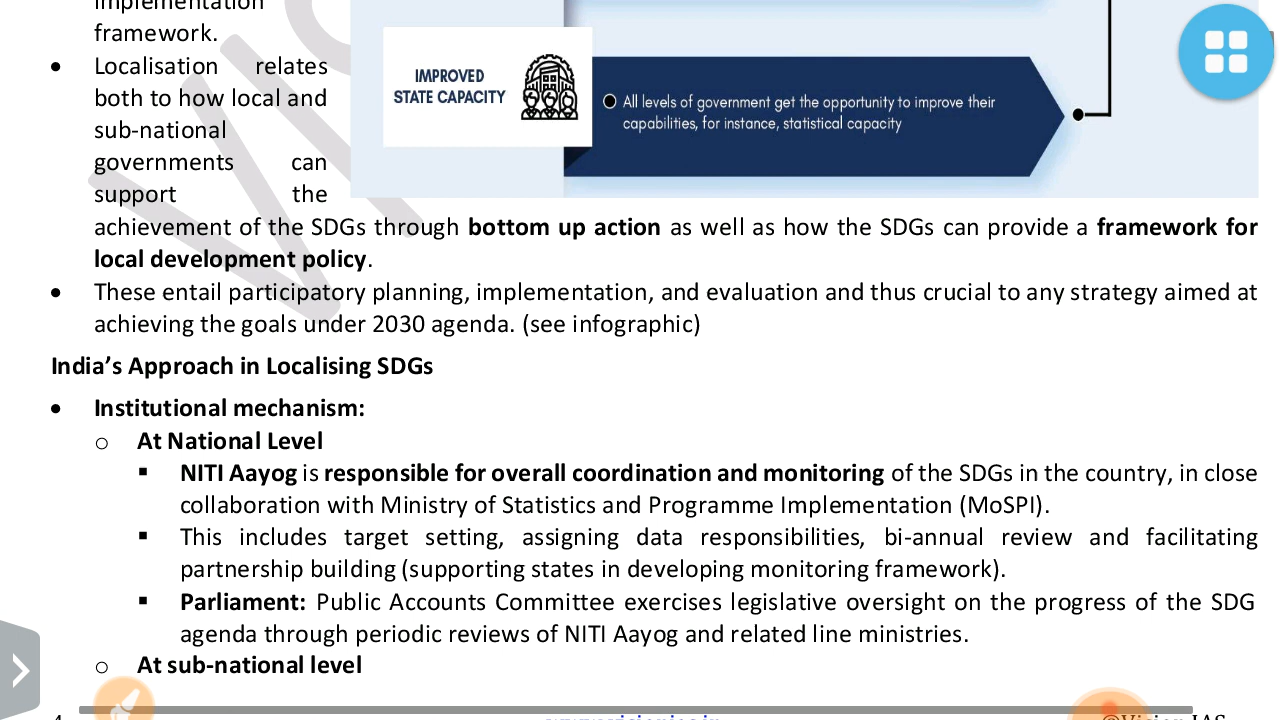 implementation
framework.
• Localisation relates
both to how local and
sub-national
governments can
support the
IMPROVED
STATE CAPACITY
All levels of government get the opportunity to improve their
capabilities, for instance, statistical capacity
achievement of the SDGs through bottom up action as well as how the SDGs can provide a framework for
local development policy.
• These entail participatory planning, implementation, and evaluation and thus crucial to any strategy aimed at
achieving the goals under 2030 agenda. (see infographic)
India's Approach in Localising SDGs
• Institutional mechanism:
o At National Level
▪ NITI Aayog is responsible for overall coordination and monitoring of the SDGs in the country, in close
collaboration with Ministry of Statistics and Programme Implementation (MoSPI).
▪ This includes target setting, assigning data responsibilities, bi-annual review and facilitating
partnership building (supporting states in developing monitoring framework).
▪ Parliament: Public Accounts Committee exercises legislative oversight on the progress of the SDG
agenda through periodic reviews of NITI Aayog and related line ministries.
o At sub-national level
©Vision IAS